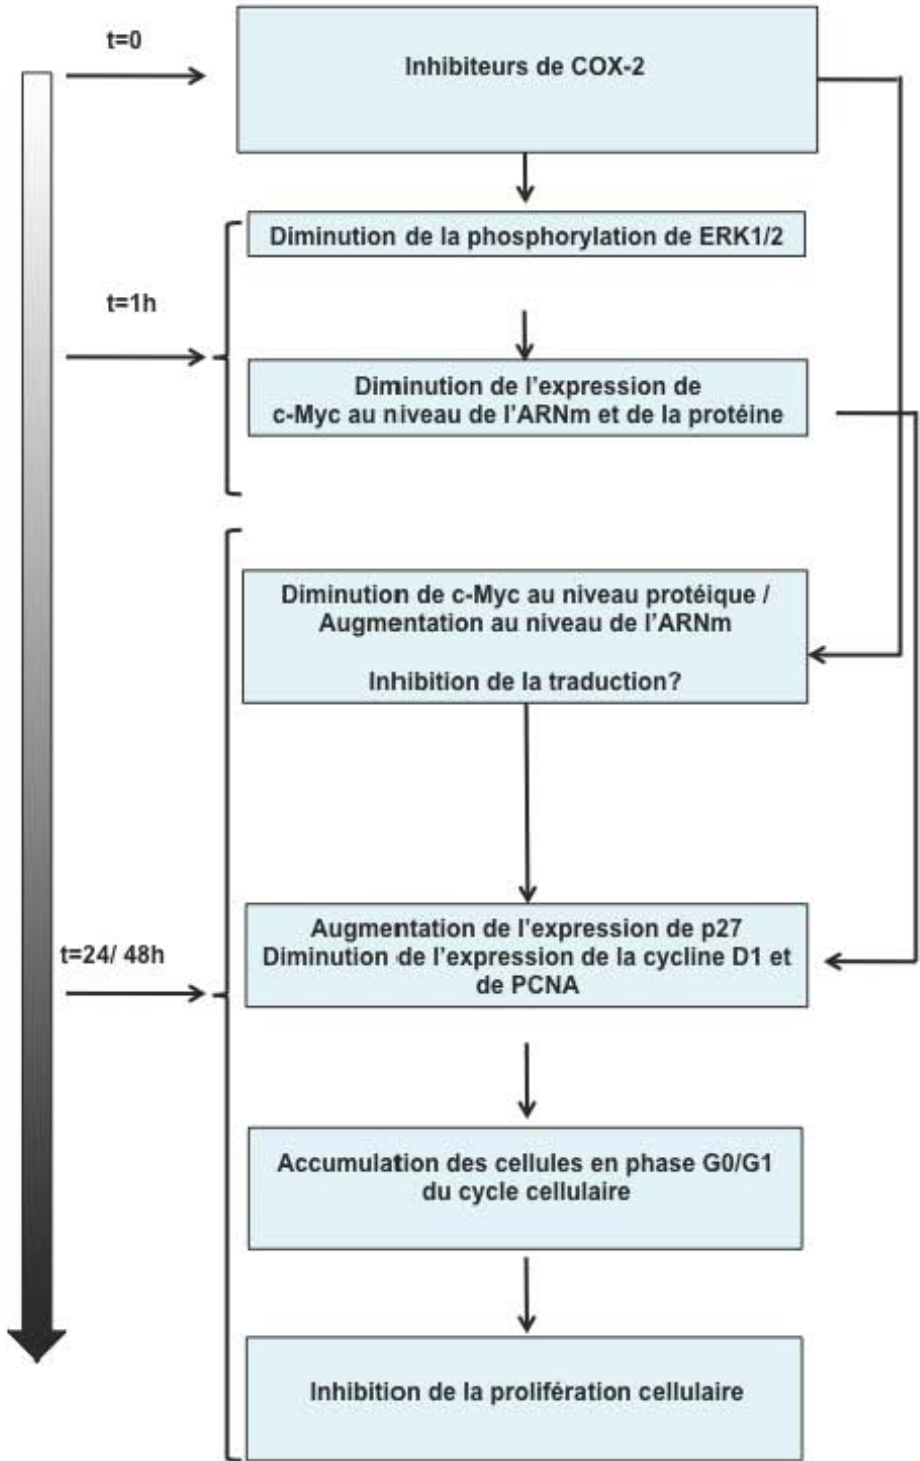 t=0
Inhibiteurs de COX-2
Diminution de la phosphorylation de ERK1/2
t=1h
Diminution de l'expression de
c-Myc au niveau de l'ARNm et de la protéine
Diminution de c-Myc au niveau protéique /
Augmentation au niveau de l'ARNm
Inhibition de la traduction?
t=24/ 48h
Augmentation de l'expression de p27
Diminution de l'expression de la cycline D1 et
de PCNA
Accumulation des cellules en phase G0/G1
du cycle cellulaire
Inhibition de la prolifération cellulaire